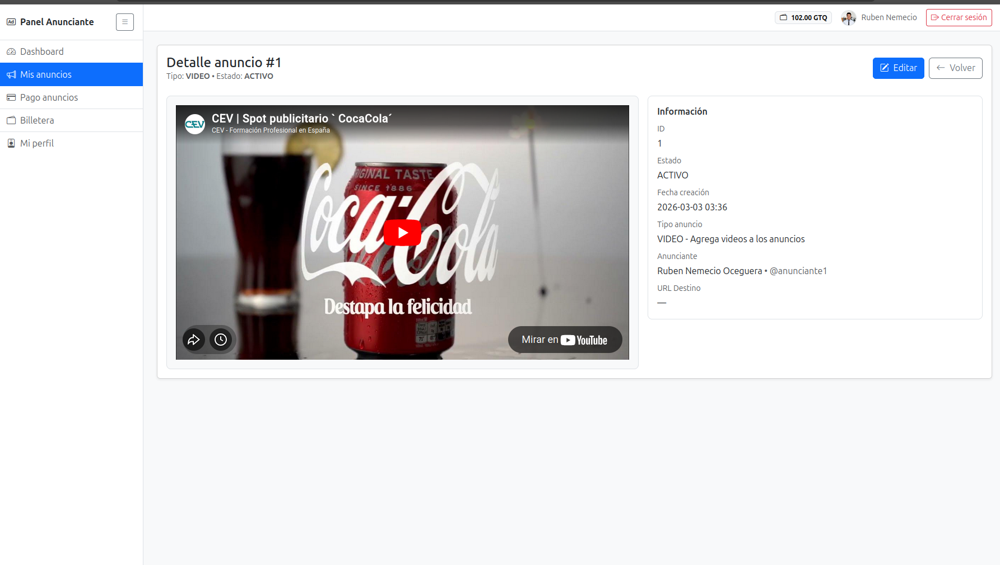 Ad Panel Anunciante
102.00 GTQ
Ruben Nemecio
Cerrar sesión
Dashboard
Mis anuncios
Pago anuncios
Billetera
Mi perfil
Detalle anuncio #1
Tipo: VIDEO • Estado: ACTIVO
Editar
Volver
CEV
CEV | Spot publicitario ` CocaCola´
CEV - Formación Profesional en España
ORIGINAL TASTE
SINCE 1886
Coca-Cola
Destapa la felicidad
Mirar en YouTube
Información
ID
1
Estado
ACTIVO
Fecha creación
2026-03-03 03:36
Tipo anuncio
VIDEO - Agrega videos a los anuncios
Anunciante
Ruben Nemecio Oceguera • @anunciante1
URL Destino
—